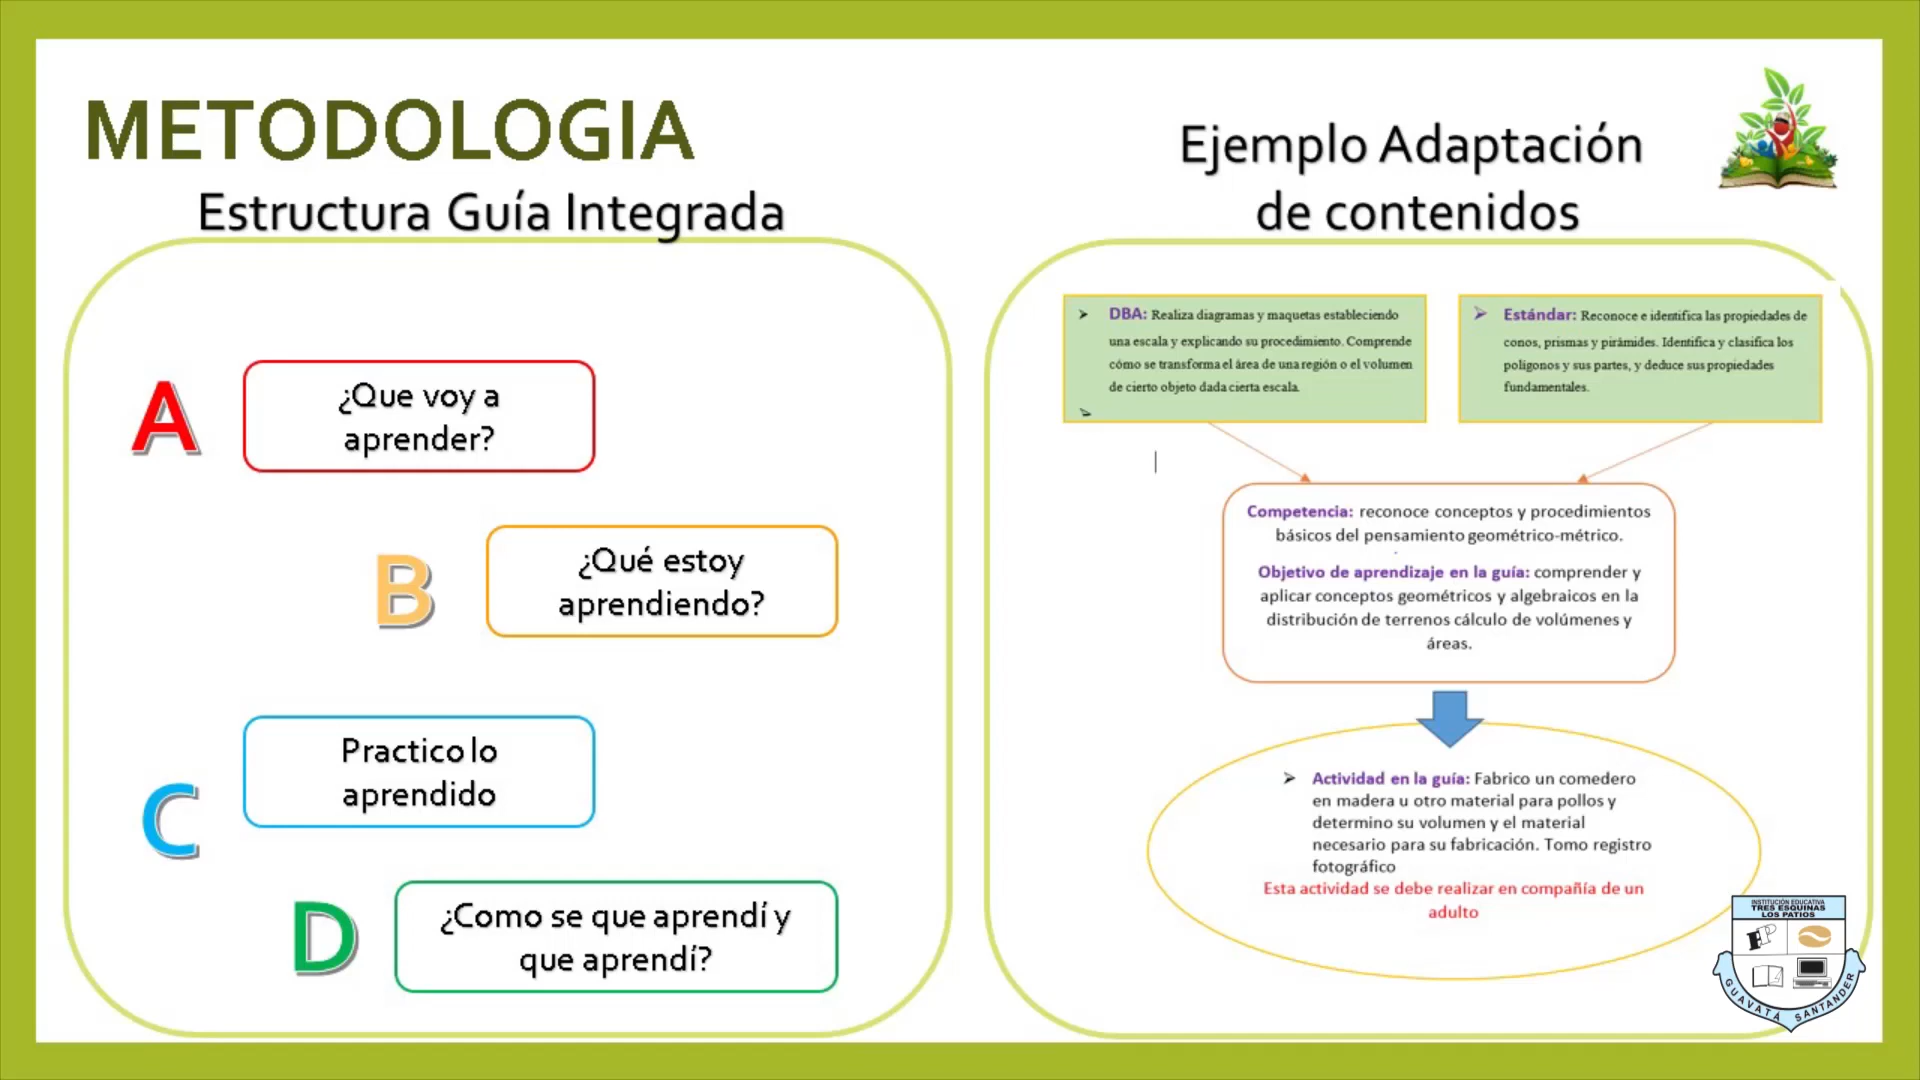 METODOLOGIA
Estructura Guía Integrada
A
¿Que voy a
aprender?
B
¿Qué estoy
aprendiendo?
C
Practico lo
aprendido
D
¿Como se que aprendí y
que aprendí?
Ejemplo Adaptación
de contenidos
➤ DBA: Realiza diagramas y maquetas estableciendo
una escala y explicando su procedimiento. Comprende
cómo se transforma el área de una región o el volumen
de cierto objeto dada cierta escala.
➤
➤ Estándar: Reconoce e identifica las propiedades de
conos, prismas y pirámides. Identifica y clasifica los
polígonos y sus partes, y deduce sus propiedades
fundamentales.
Competencia: reconoce conceptos y procedimientos
básicos del pensamiento geométrico-métrico.
.
Objetivo de aprendizaje en la guía: comprender y
aplicar conceptos geométricos y algebraicos en la
distribución de terrenos cálculo de volúmenes y
áreas.
➤ Actividad en la guía: Fabrico un comedero
en madera u otro material para pollos y
determino su volumen y el material
necesario para su fabricación. Tomo registro
fotográfico
Esta actividad se debe realizar en compañía de un
adulto
INSTITUCIÓN EDUCATIVA
TRES ESQUINAS
LOS PATIOS
GUAVATÁ SANTANDER